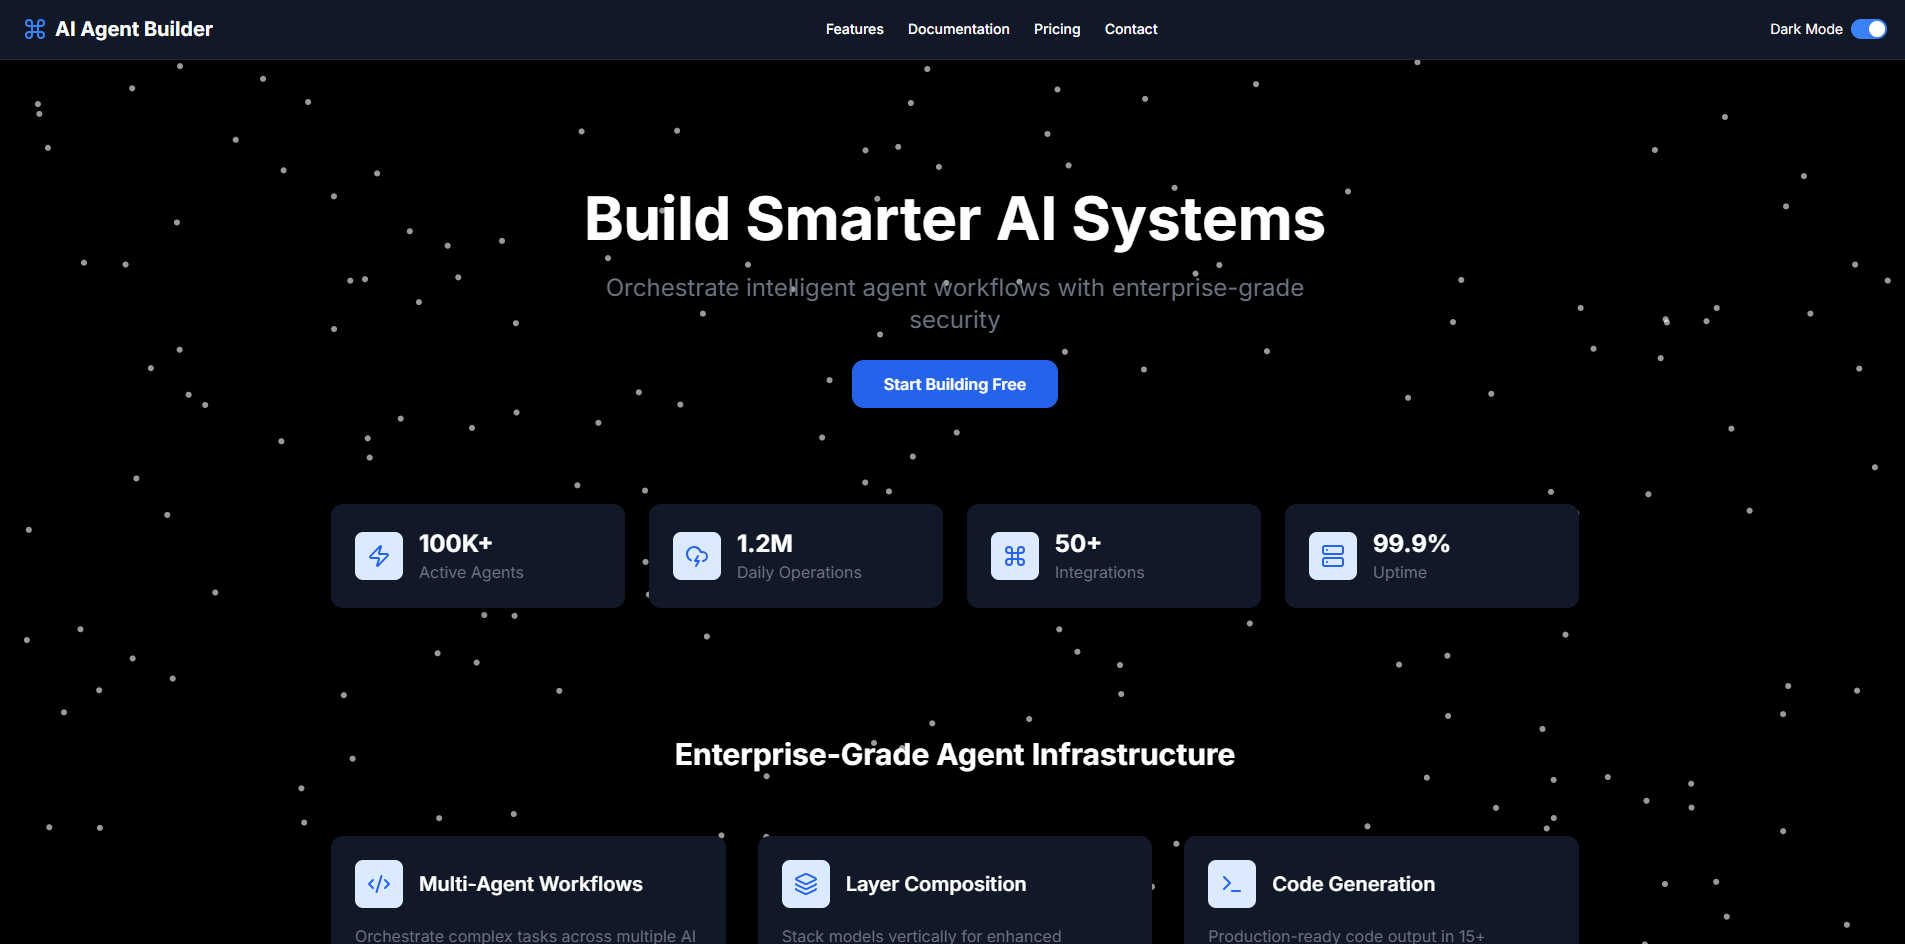 AI Agent Builder
Features Documentation Pricing Contact
Dark Mode
Build Smarter AI Systems
Orchestrate intelligent agent workflows with enterprise-grade
security
Start Building Free
100K+
Active Agents
1.2M
Daily Operations
50+
Integrations
99.9%
Uptime
Enterprise-Grade Agent Infrastructure
Multi-Agent Workflows
Orchestrate complex tasks across multiple AI
Layer Composition
Stack models vertically for enhanced
Code Generation
Production-ready code output in 15+